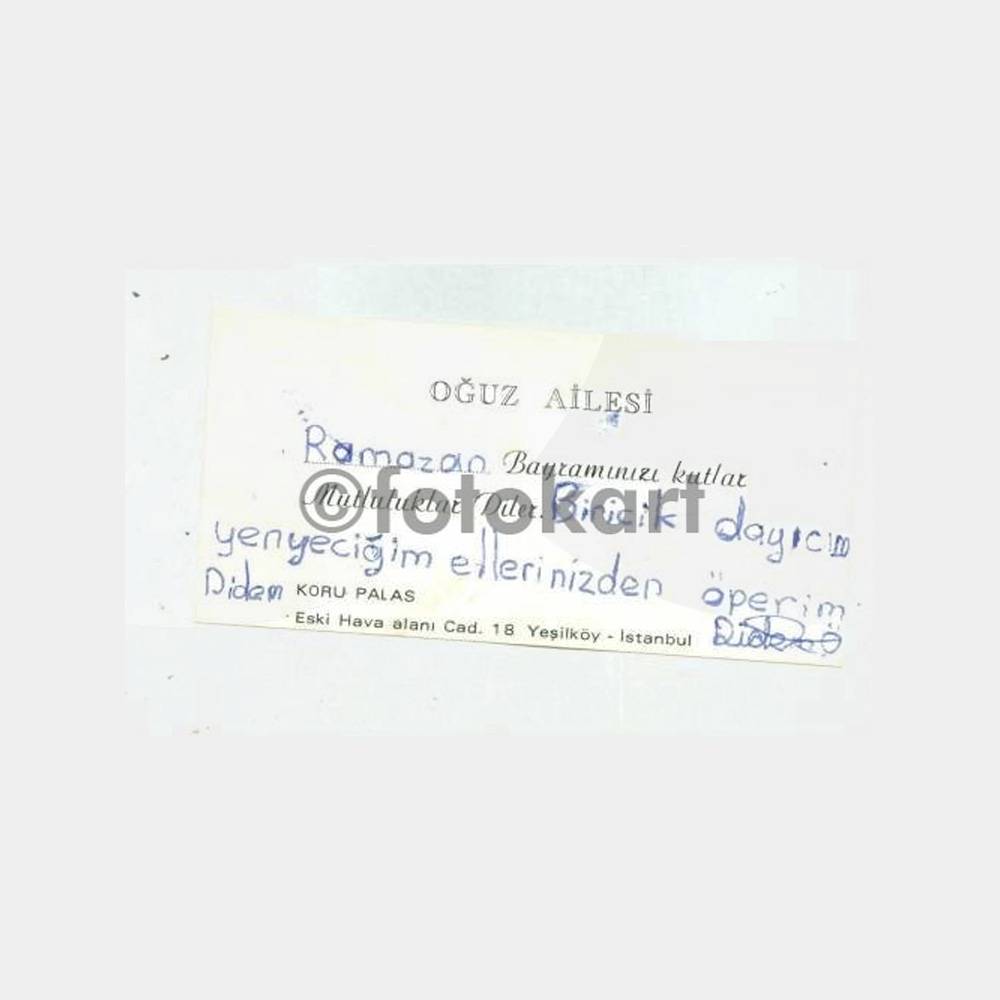 OĞUZ AİLESİ
Ramazan Bayramınızı kutlar
Mutluluklar Diler. Biricik dayıcım
©fotokart
yenyeciğim ellerinizden öperim
Didem KORU PALAS
Eski Hava alanı Cad. 18 Yeşilköy - İstanbul